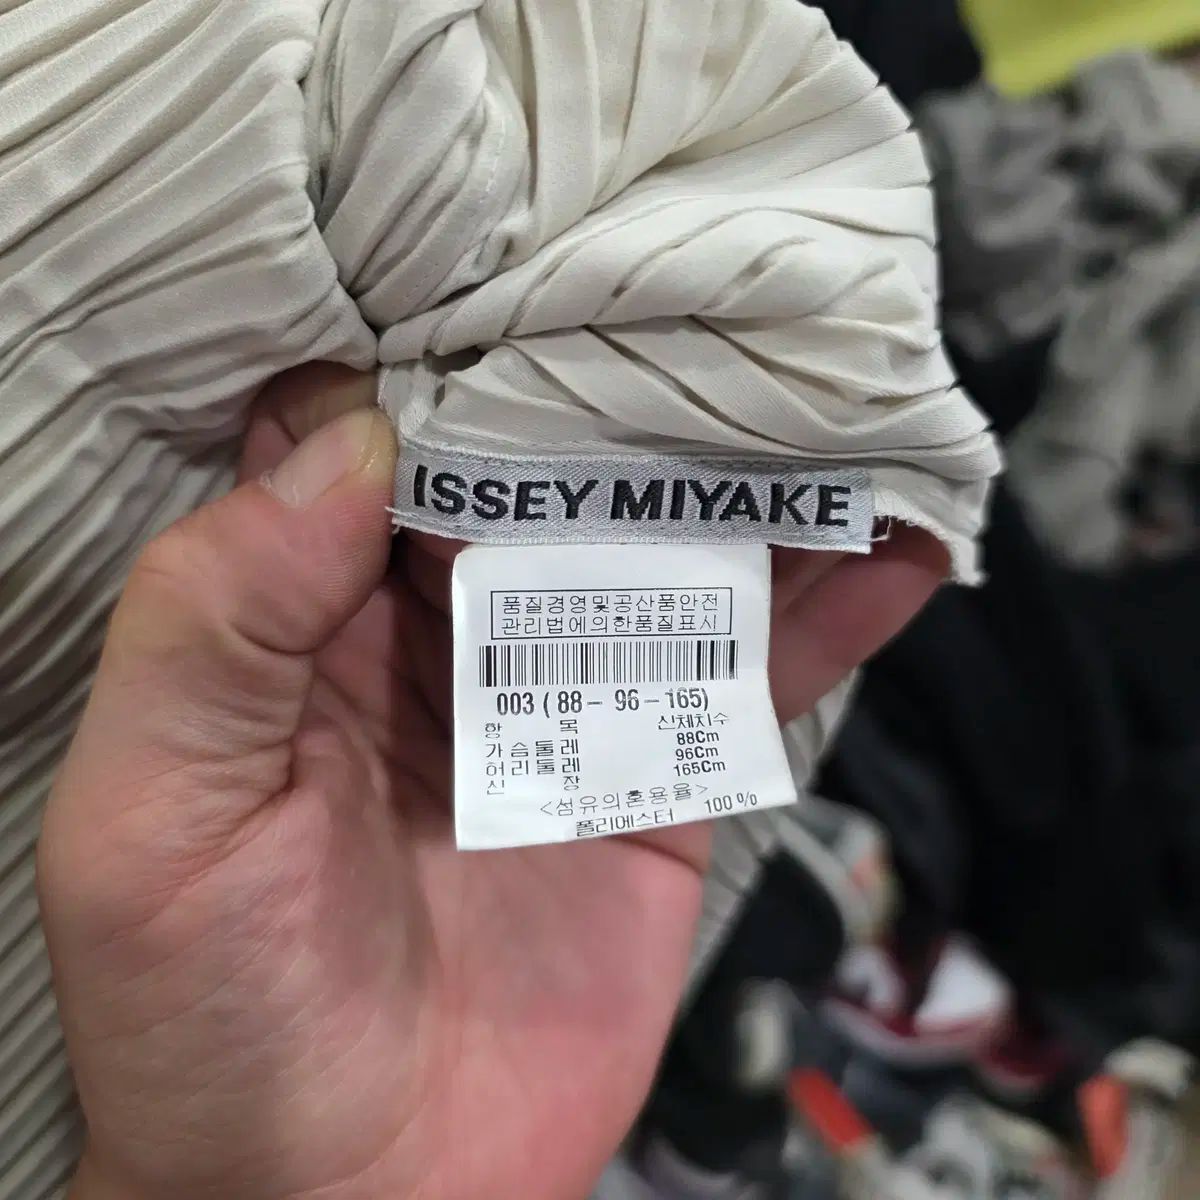 ISSEY MIYAKE
품질경영및공산품안전
관리법에의한품질표시
003 ( 88 - 96 - 165)
항 목 신체치수
가슴둘레 88Cm
허리둘레 96Cm
신 장 165Cm
<섬유의혼용율>
폴리에스터 100%